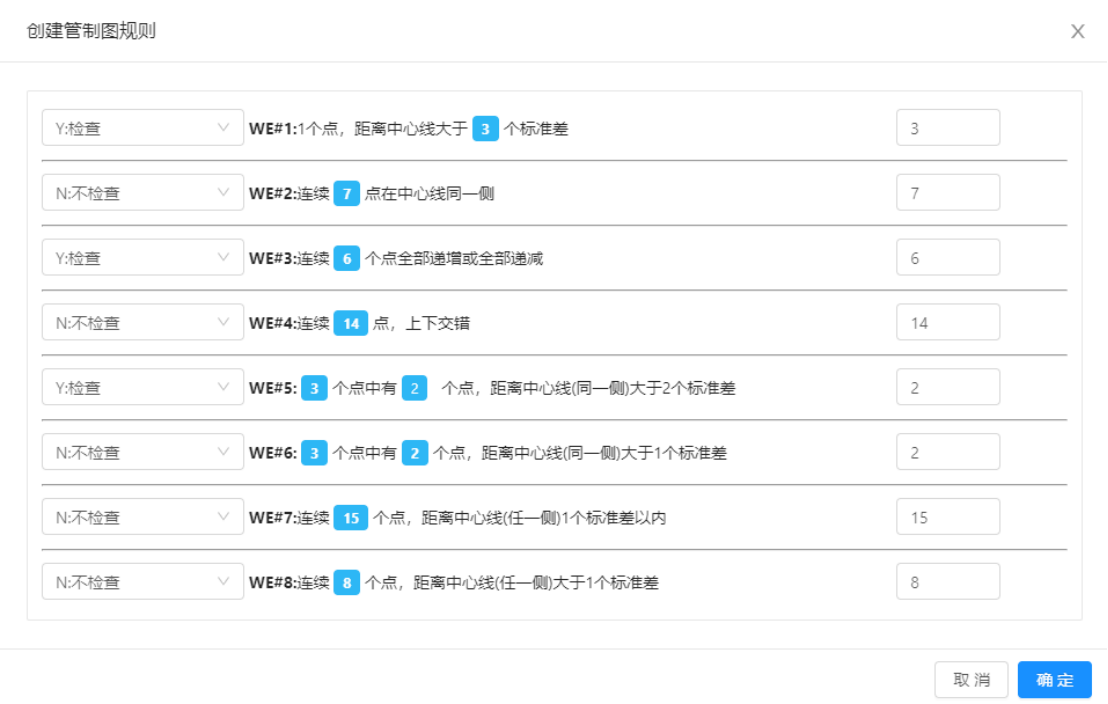 创建管制图规则
Y:检查 WE#1:1个点，距离中心线大于 3 个标准差 3
N:不检查 WE#2:连续 7 点在中心线同一侧 7
Y:检查 WE#3:连续 6 个点全部递增或全部递减 6
N:不检查 WE#4:连续 14 点，上下交错 14
Y:检查 WE#5: 3 个点中有 2 个点，距离中心线(同一侧)大于2个标准差 2
N:不检查 WE#6: 3 个点中有 2 个点，距离中心线(同一侧)大于1个标准差 2
N:不检查 WE#7:连续 15 个点，距离中心线(任一侧)1个标准差以内 15
N:不检查 WE#8:连续 8 个点，距离中心线(任一侧)大于1个标准差 8
取消 确定